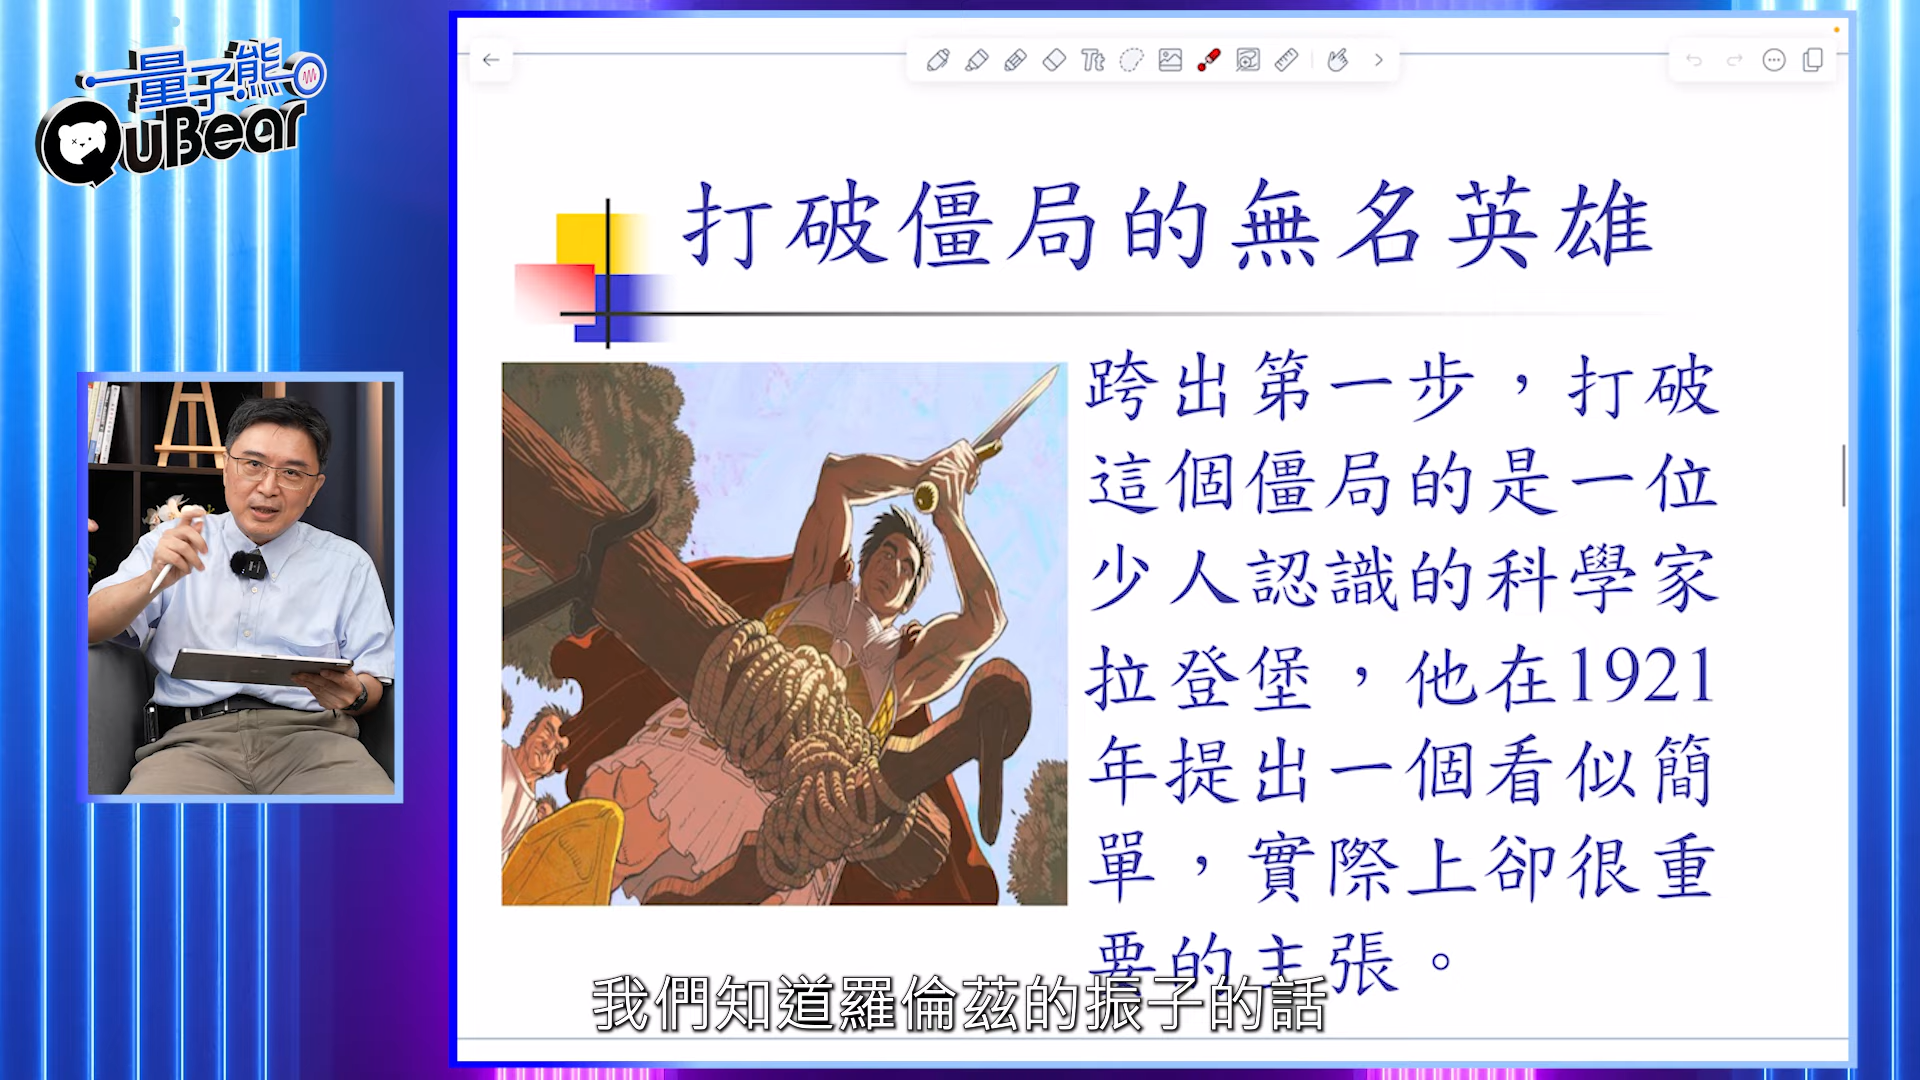 量子熊
QuBear
Tt
打破僵局的無名英雄
跨出第一步，打破
這個僵局的是一位
少人認識的科學家
拉登堡，他在1921
年提出一個看似簡
單，實際上卻很重
要的主張。
我們知道羅倫茲的振子的話